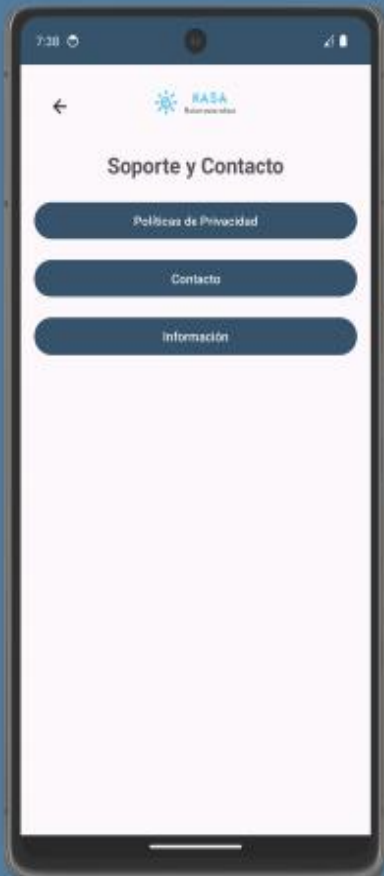 7:38
RASA
Soporte y Contacto
Políticas de Privacidad
Contacto
Información